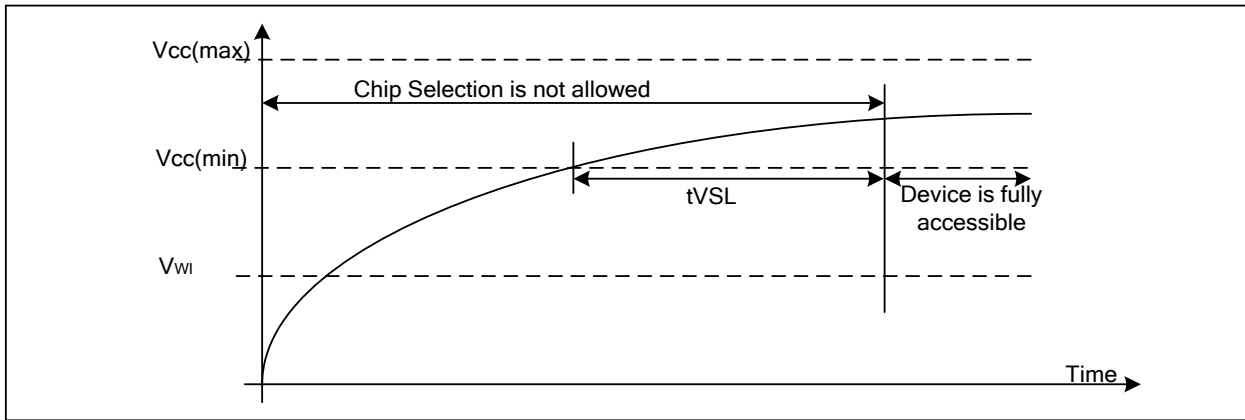 Vcc(max)
Chip Selection is not allowed
Vcc(min)
tVSL
Device is fully
accessible
VWI
Time